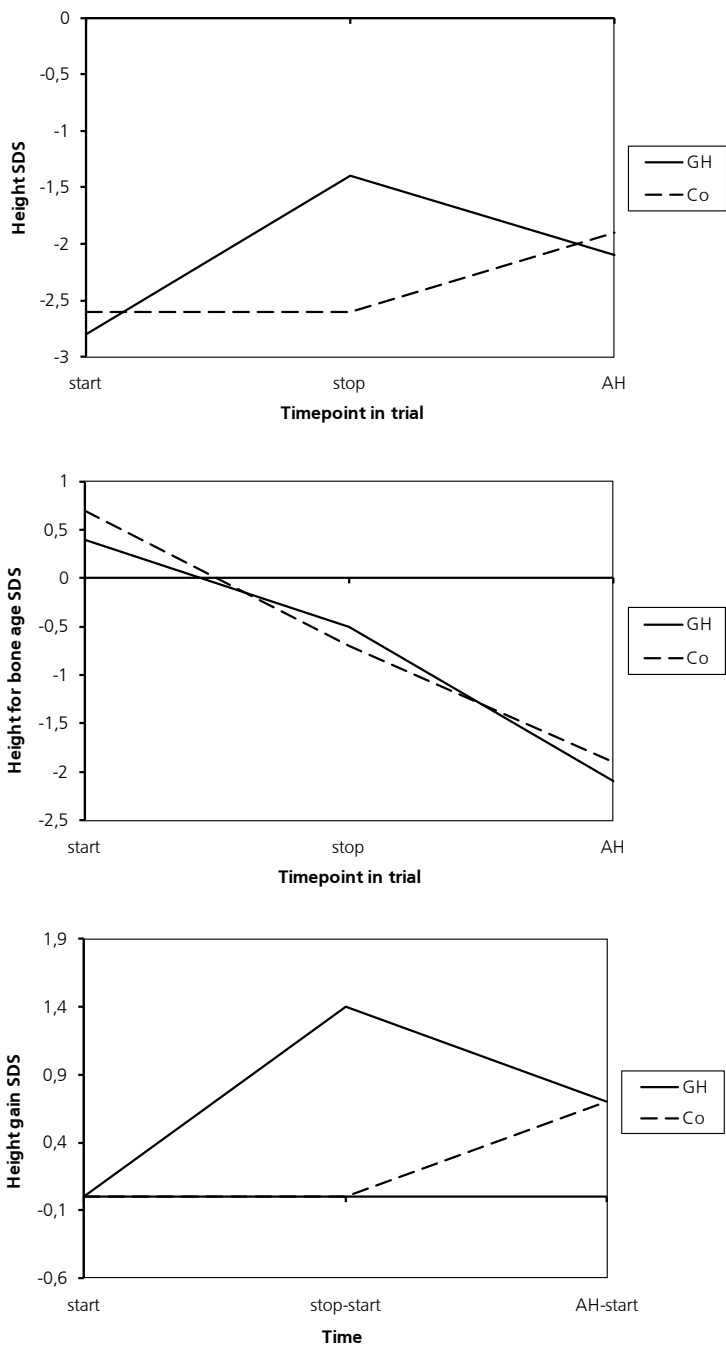 0
-0,5
-1
-1,5
-2
-2,5
-3
Height SDS
start stop AH
Timepoint in trial
GH
Co
1
0,5
0
-0,5
-1
-1,5
-2
-2,5
Height for bone age SDS
start stop AH
Timepoint in trial
GH
Co
1,9
1,4
0,9
0,4
-0,1
-0,6
Height gain SDS
start stop-start AH-start
Time
GH
Co